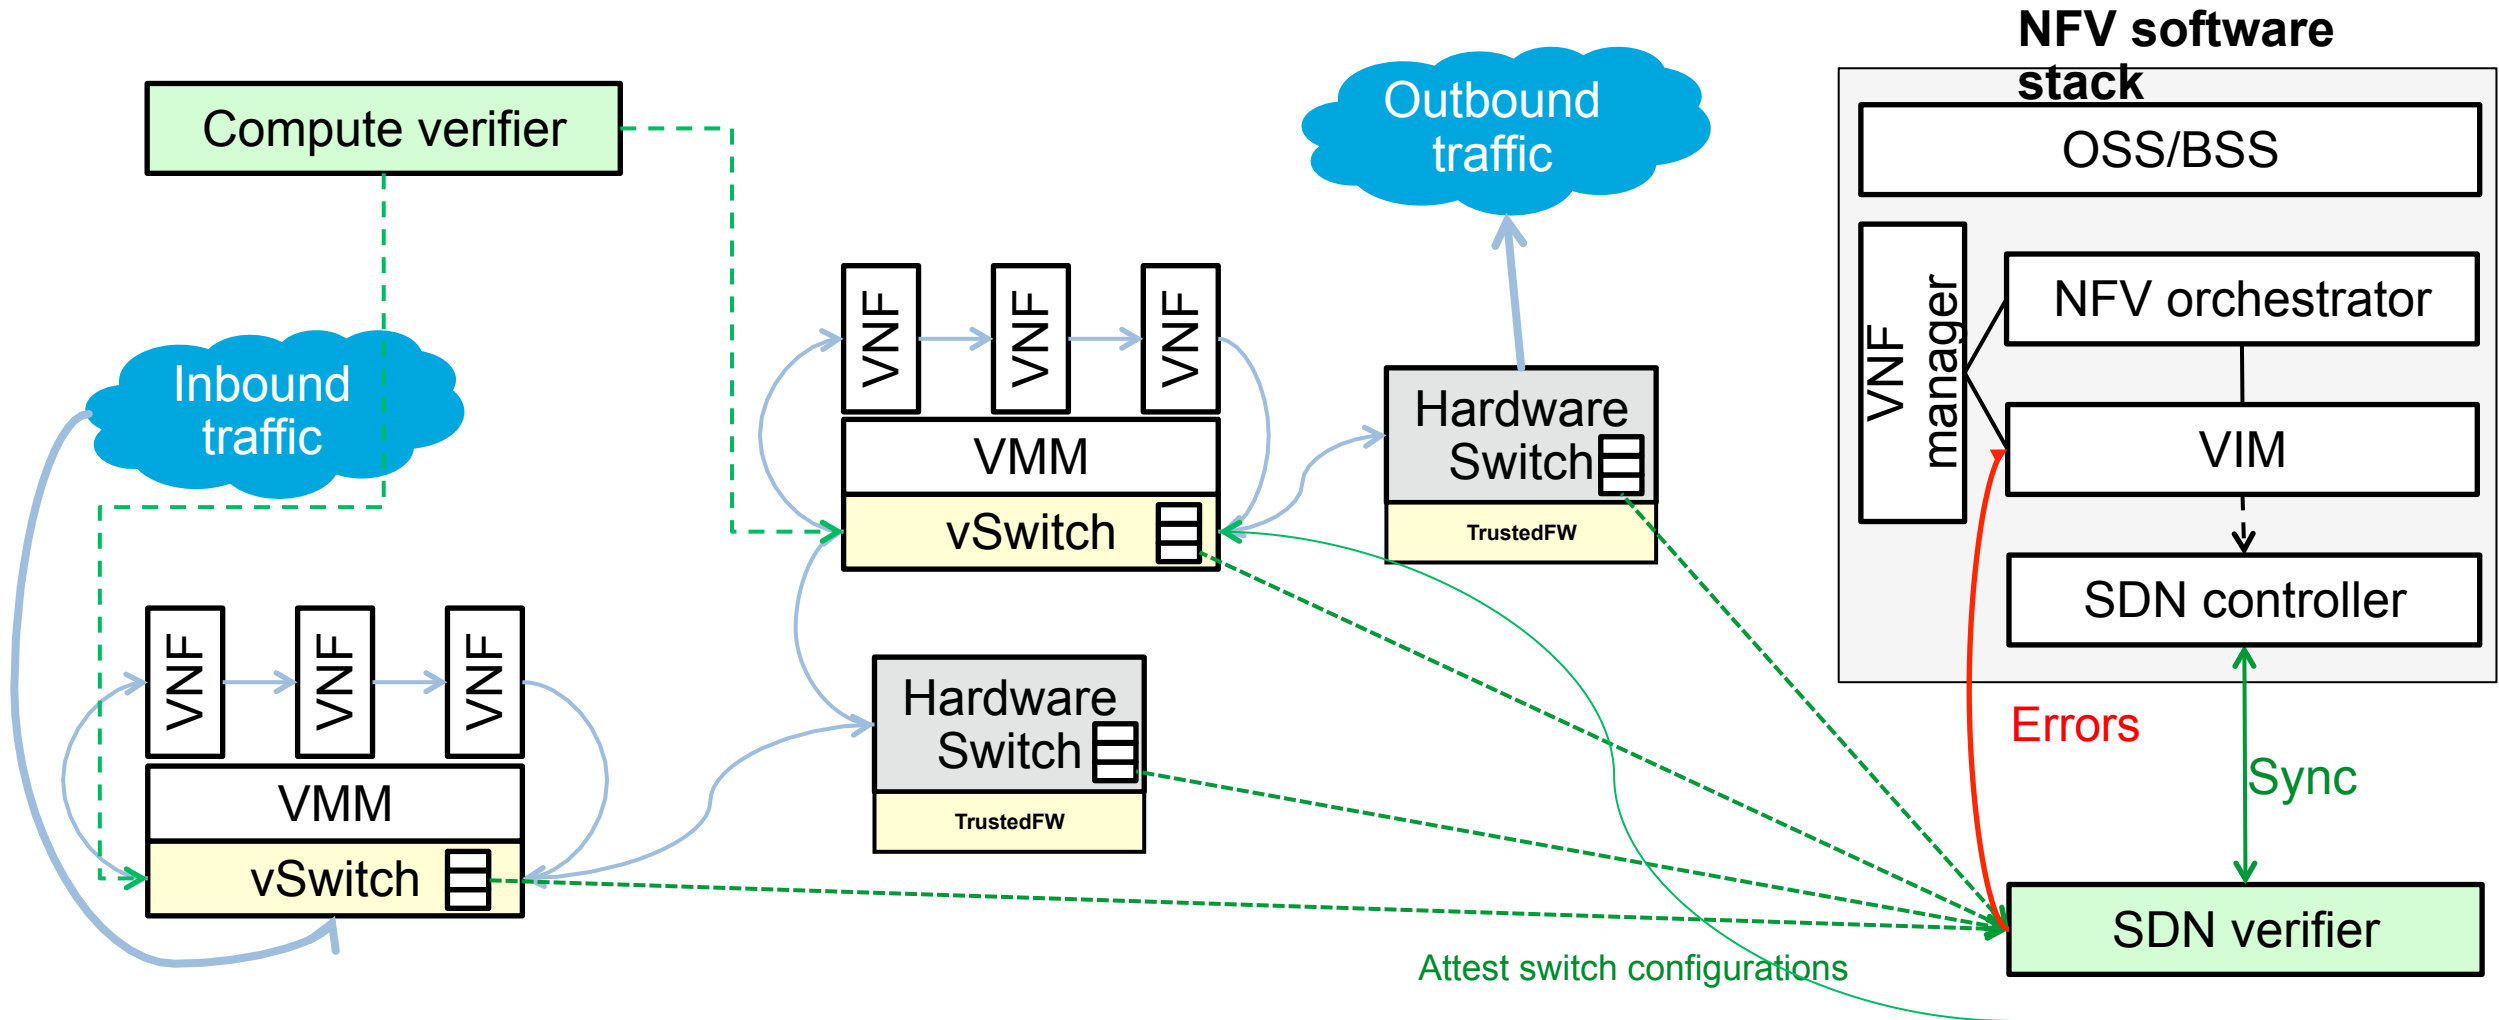 NFV software
stack
Compute verifier
Outbound
traffic
OSS/BSS
VNF
manager
NFV orchestrator
VIM
SDN controller
VNF
VNF
VNF
VMM
vSwitch
Hardware
Switch
TrustedFW
Inbound
traffic
VNF
VNF
VNF
VMM
vSwitch
Hardware
Switch
TrustedFW
Errors
Sync
SDN verifier
Attest switch configurations